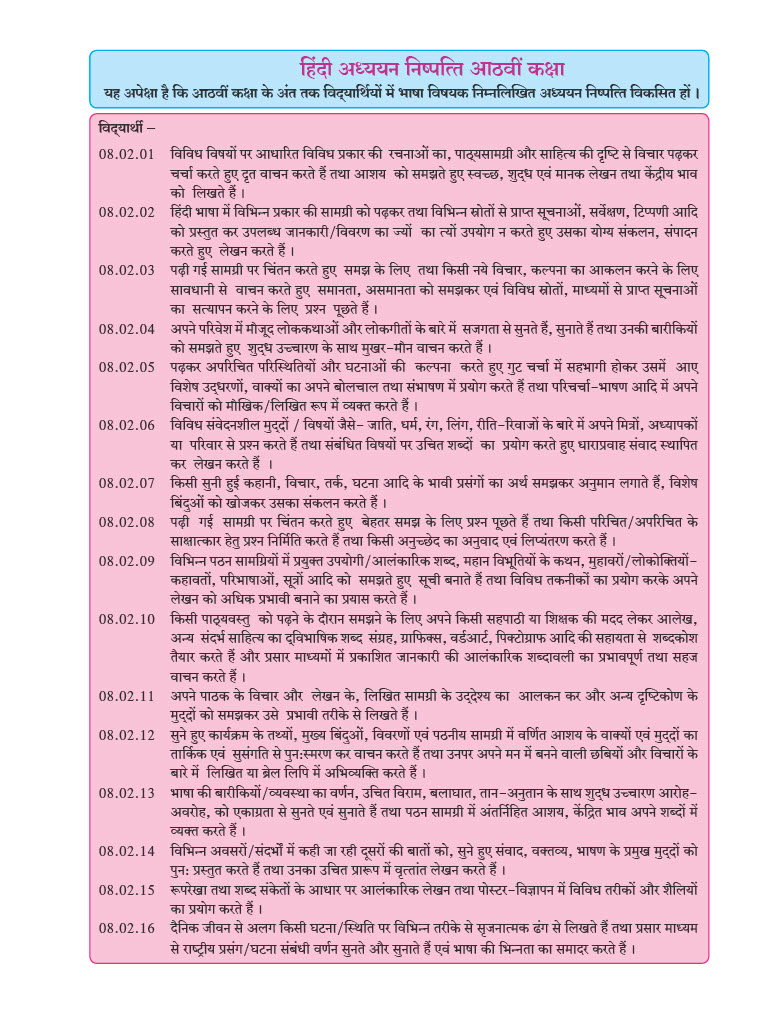 हिंदी अध्ययन निष्पत्ति आठवीं कक्षा
यह अपेक्षा है कि आठवीं कक्षा के अंत तक विद्यार्थियों में भाषा विषयक निम्नलिखित अध्ययन निष्पत्ति विकसित हों ।
विद्यार्थी –
08.02.01 विविध विषयों पर आधारित विविध प्रकार की रचनाओं का, पाठ्यसामग्री और साहित्य की दृष्टि से विचार पढ़कर
चर्चा करते हुए द्रृत वाचन करते हैं तथा आशय को समझते हुए स्वच्छ, शुद्ध एवं मानक लेखन तथा केंद्रीय भाव
को लिखते हैं ।
08.02.02 हिंदी भाषा में विभिन्न प्रकार की सामग्री को पढ़कर तथा विभिन्न स्रोतों से प्राप्त सूचनाओं, सर्वेक्षण, टिप्पणी आदि
को प्रस्तुत कर उपलब्ध जानकारी/विवरण का ज्यों का त्यों उपयोग न करते हुए उसका योग्य संकलन, संपादन
करते हुए लेखन करते हैं ।
08.02.03 पढ़ी गई सामग्री पर चिंतन करते हुए समझ के लिए तथा किसी नये विचार, कल्पना का आकलन करने के लिए
सावधानी से वाचन करते हुए समानता, असमानता को समझकर एवं विविध स्रोतों, माध्यमों से प्राप्त सूचनाओं
का सत्यापन करने के लिए प्रश्न पूछते हैं ।
08.02.04 अपने परिवेश में मौजूद लोककथाओं और लोकगीतों के बारे में सजगता से सुनते हैं, सुनाते हैं तथा उनकी बारीकियों
को समझते हुए शुद्ध उच्चारण के साथ मुखर-मौन वाचन करते हैं ।
08.02.05 पढ़कर अपरिचित परिस्थितियों और घटनाओं की कल्पना करते हुए गुट चर्चा में सहभागी होकर उसमें आए
विशेष उद्धरणों, वाक्यों का अपने बोलचाल तथा संभाषण में प्रयोग करते हैं तथा परिचर्चा-भाषण आदि में अपने
विचारों को मौखिक/लिखित रूप में व्यक्त करते हैं ।
08.02.06 विविध संवेदनशील मुद्दों / विषयों जैसे- जाति, धर्म, रंग, लिंग, रीति-रिवाजों के बारे में अपने मित्रों, अध्यापकों
या परिवार से प्रश्न करते हैं तथा संबंधित विषयों पर उचित शब्दों का प्रयोग करते हुए धाराप्रवाह संवाद स्थापित
कर लेखन करते हैं ।
08.02.07 किसी सुनी हुई कहानी, विचार, तर्क, घटना आदि के भावी प्रसंगों का अर्थ समझकर अनुमान लगाते हैं, विशेष
बिंदुओं को खोजकर उसका संकलन करते हैं ।
08.02.08 पढ़ी गई सामग्री पर चिंतन करते हुए बेहतर समझ के लिए प्रश्न पूछते हैं तथा किसी परिचित/अपरिचित के
साक्षात्कार हेतु प्रश्न निर्मिति करते हैं तथा किसी अनुच्छेद का अनुवाद एवं लिप्यंतरण करते हैं ।
08.02.09 विभिन्न पठन सामग्रियों में प्रयुक्त उपयोगी/आलंकारिक शब्द, महान विभूतियों के कथन, मुहावरों/लोकोक्तियों-
कहावतों, परिभाषाओं, सूत्रों आदि को समझते हुए सूची बनाते हैं तथा विविध तकनीकों का प्रयोग करके अपने
लेखन को अधिक प्रभावी बनाने का प्रयास करते हैं ।
08.02.10 किसी पाठ्यवस्तु को पढ़ने के दौरान समझने के लिए अपने किसी सहपाठी या शिक्षक की मदद लेकर आलेख,
अन्य संदर्भ साहित्य का द्विभाषिक शब्द संग्रह, ग्राफिक्स, वर्डआर्ट, पिक्टोग्राफ आदि की सहायता से शब्दकोश
तैयार करते हैं और प्रसार माध्यमों में प्रकाशित जानकारी की आलंकारिक शब्दावली का प्रभावपूर्ण तथा सहज
वाचन करते हैं ।
08.02.11 अपने पाठक के विचार और लेखन के, लिखित सामग्री के उद्देश्य का आलकन कर और अन्य दृष्टिकोण के
मुद्दों को समझकर उसे प्रभावी तरीके से लिखते हैं ।
08.02.12 सुने हुए कार्यक्रम के तथ्यों, मुख्य बिंदुओं, विवरणों एवं पठनीय सामग्री में वर्णित आशय के वाक्यों एवं मुद्दों का
तार्किक एवं सुसंगति से पुन:स्मरण कर वाचन करते हैं तथा उनपर अपने मन में बनने वाली छबियों और विचारों के
बारे में लिखित या ब्रेल लिपि में अभिव्यक्ति करते हैं ।
08.02.13 भाषा की बारीकियों/व्यवस्था का वर्णन, उचित विराम, बलाघात, तान-अनुतान के साथ शुद्ध उच्चारण आरोह-
अवरोह, को एकाग्रता से सुनते एवं सुनाते हैं तथा पठन सामग्री में अंतर्निहित आशय, केंद्रित भाव अपने शब्दों में
व्यक्त करते हैं ।
08.02.14 विभिन्न अवसरों/संदर्भों में कही जा रही दूसरों की बातों को, सुने हुए संवाद, वक्तव्य, भाषण के प्रमुख मुद्दों को
पुन: प्रस्तुत करते हैं तथा उनका उचित प्रारूप में वृत्तांत लेखन करते हैं ।
08.02.15 रूपरेखा तथा शब्द संकेतों के आधार पर आलंकारिक लेखन तथा पोस्टर-विज्ञापन में विविध तरीकों और शैलियों
का प्रयोग करते हैं ।
08.02.16 दैनिक जीवन से अलग किसी घटना/स्थिति पर विभिन्न तरीके से सृजनात्मक ढंग से लिखते हैं तथा प्रसार माध्यम
से राष्ट्रीय प्रसंग/घटना संबंधी वर्णन सुनते और सुनाते हैं एवं भाषा की भिन्नता का समादर करते हैं ।